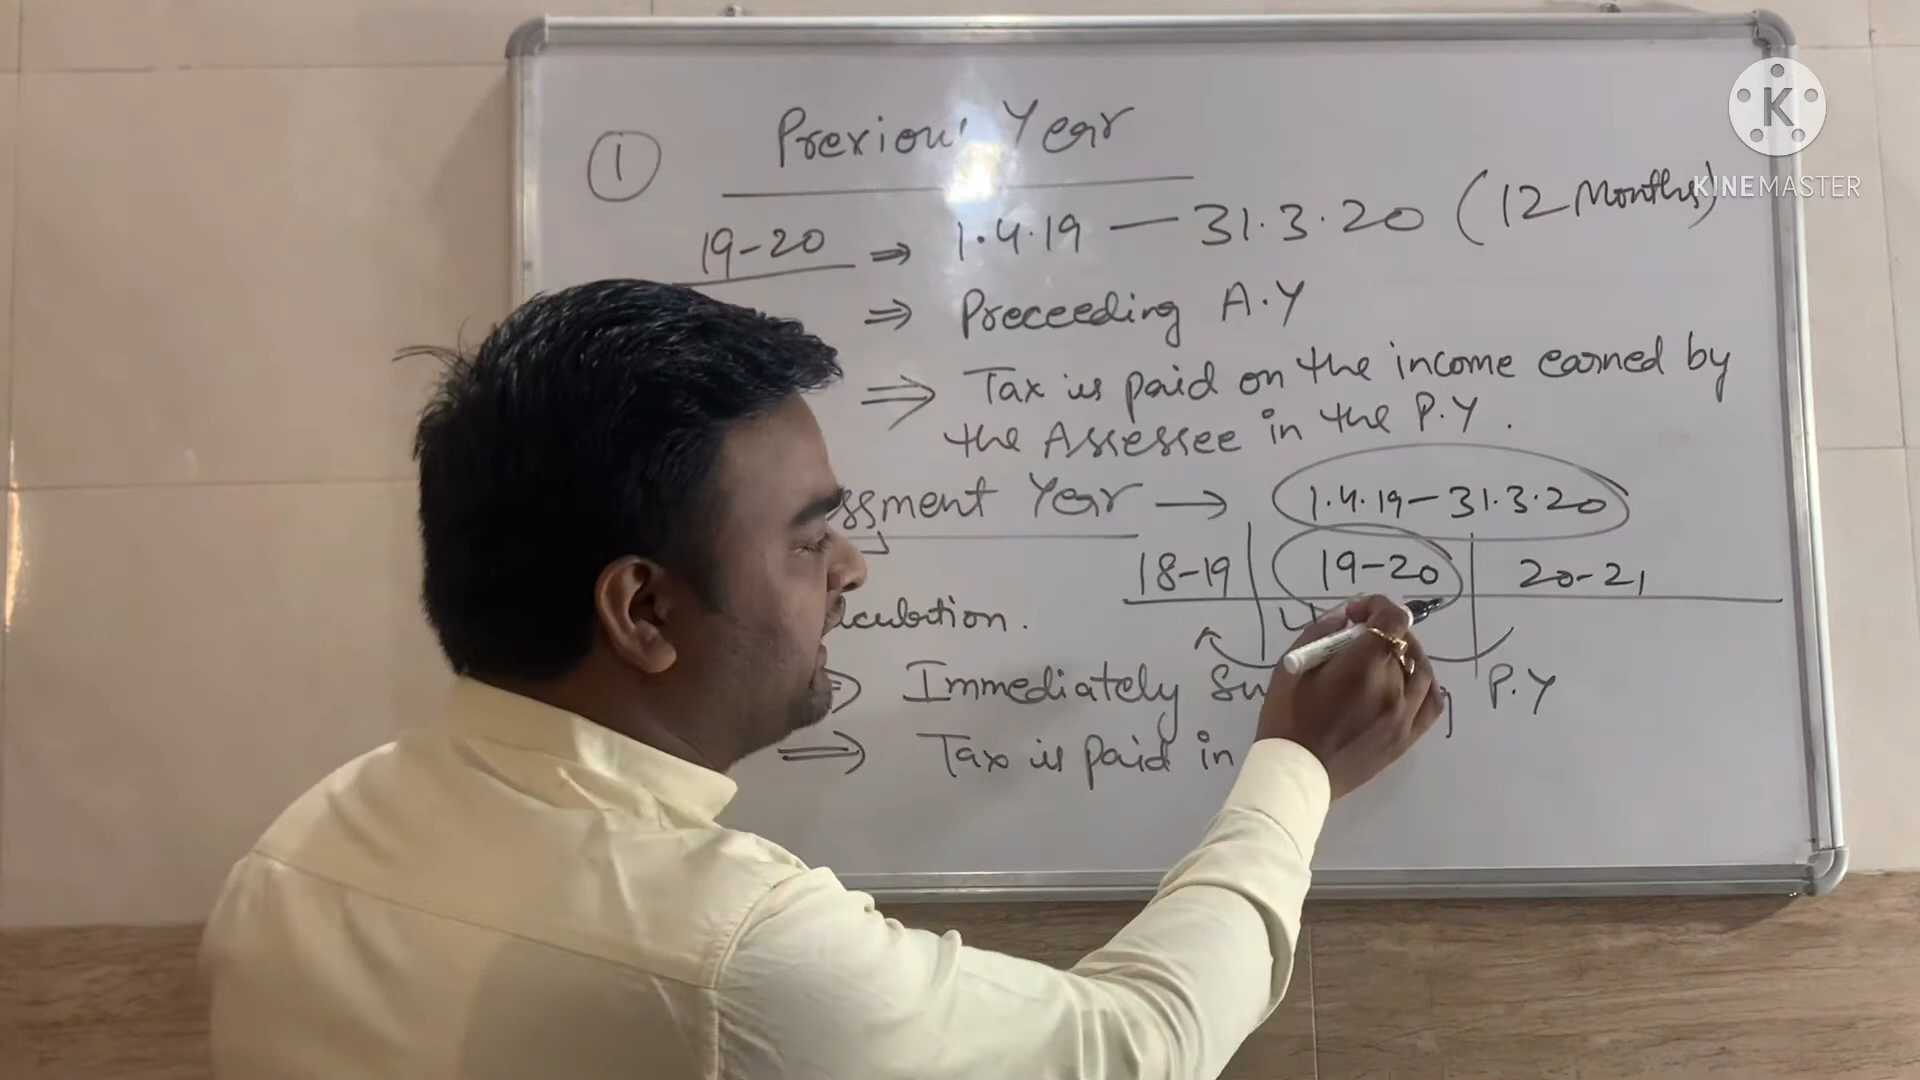 K
KINEMASTER
① Previous Year
19-20 ⇒ 1.4.19 — 31.3.20 (12 Months)
⇒ Preceeding A.Y
⇒ Tax is paid on the income earned by
the Assessee in the P.Y.
ssment Year → 1.4.19 - 31.3.20
18-19 | 19-20 | 20-21
lculation.
⇒ Immediately P.Y
⇒ Tax is paid in